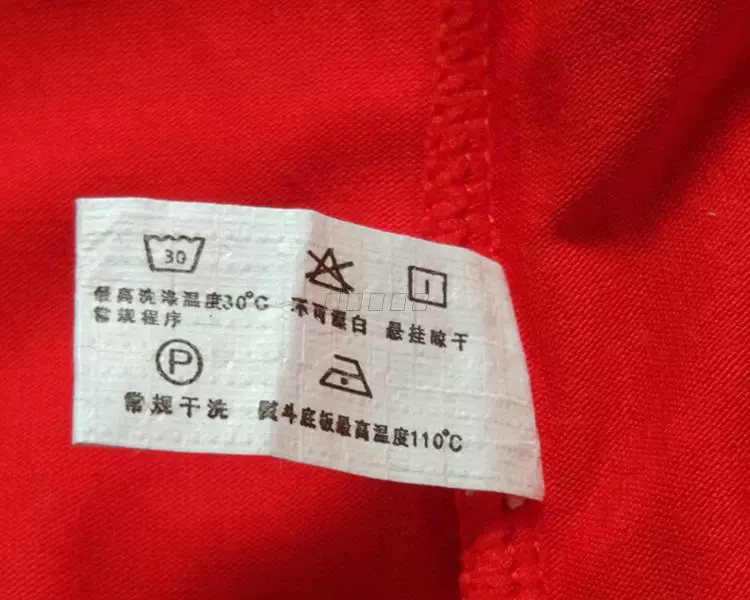 30
最高洗涤温度30°C
常规程序
不可漂白
悬挂晾干
P
常规干洗
熨斗底板最高温度110°C